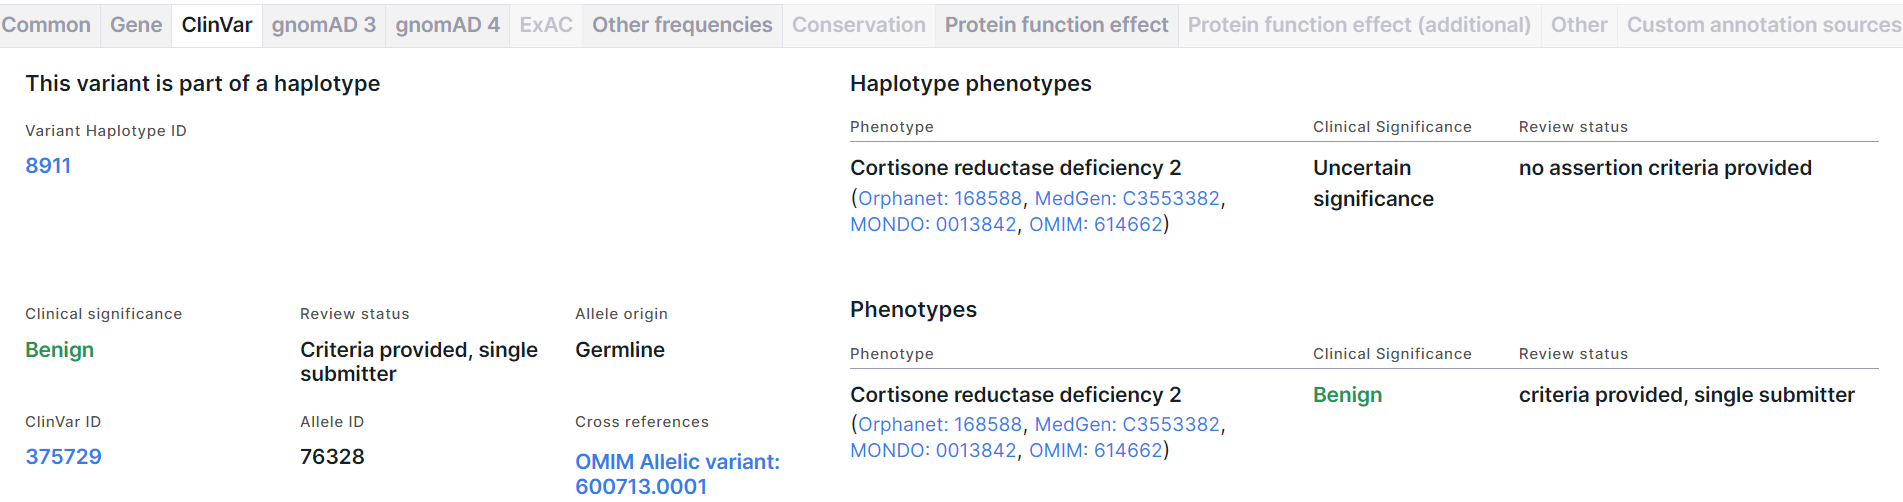 Common Gene ClinVar gnomAD 3 gnomAD 4 ExAC Other frequencies Conservation Protein function effect Protein function effect (additional) Other Custom annotation sources
This variant is part of a haplotype
Variant Haplotype ID
8911
Haplotype phenotypes
Phenotype Clinical Significance Review status
Cortisone reductase deficiency 2 Uncertain no assertion criteria provided
(Orphanet: 168588, MedGen: C3553382, significance
MONDO: 0013842, OMIM: 614662)
Clinical significance Review status Allele origin
Benign Criteria provided, single Germline
submitter
ClinVar ID Allele ID Cross references
375729 76328 OMIM Allelic variant:
600713.0001
Phenotypes
Phenotype Clinical Significance Review status
Cortisone reductase deficiency 2 Benign criteria provided, single submitter
(Orphanet: 168588, MedGen: C3553382,
MONDO: 0013842, OMIM: 614662)